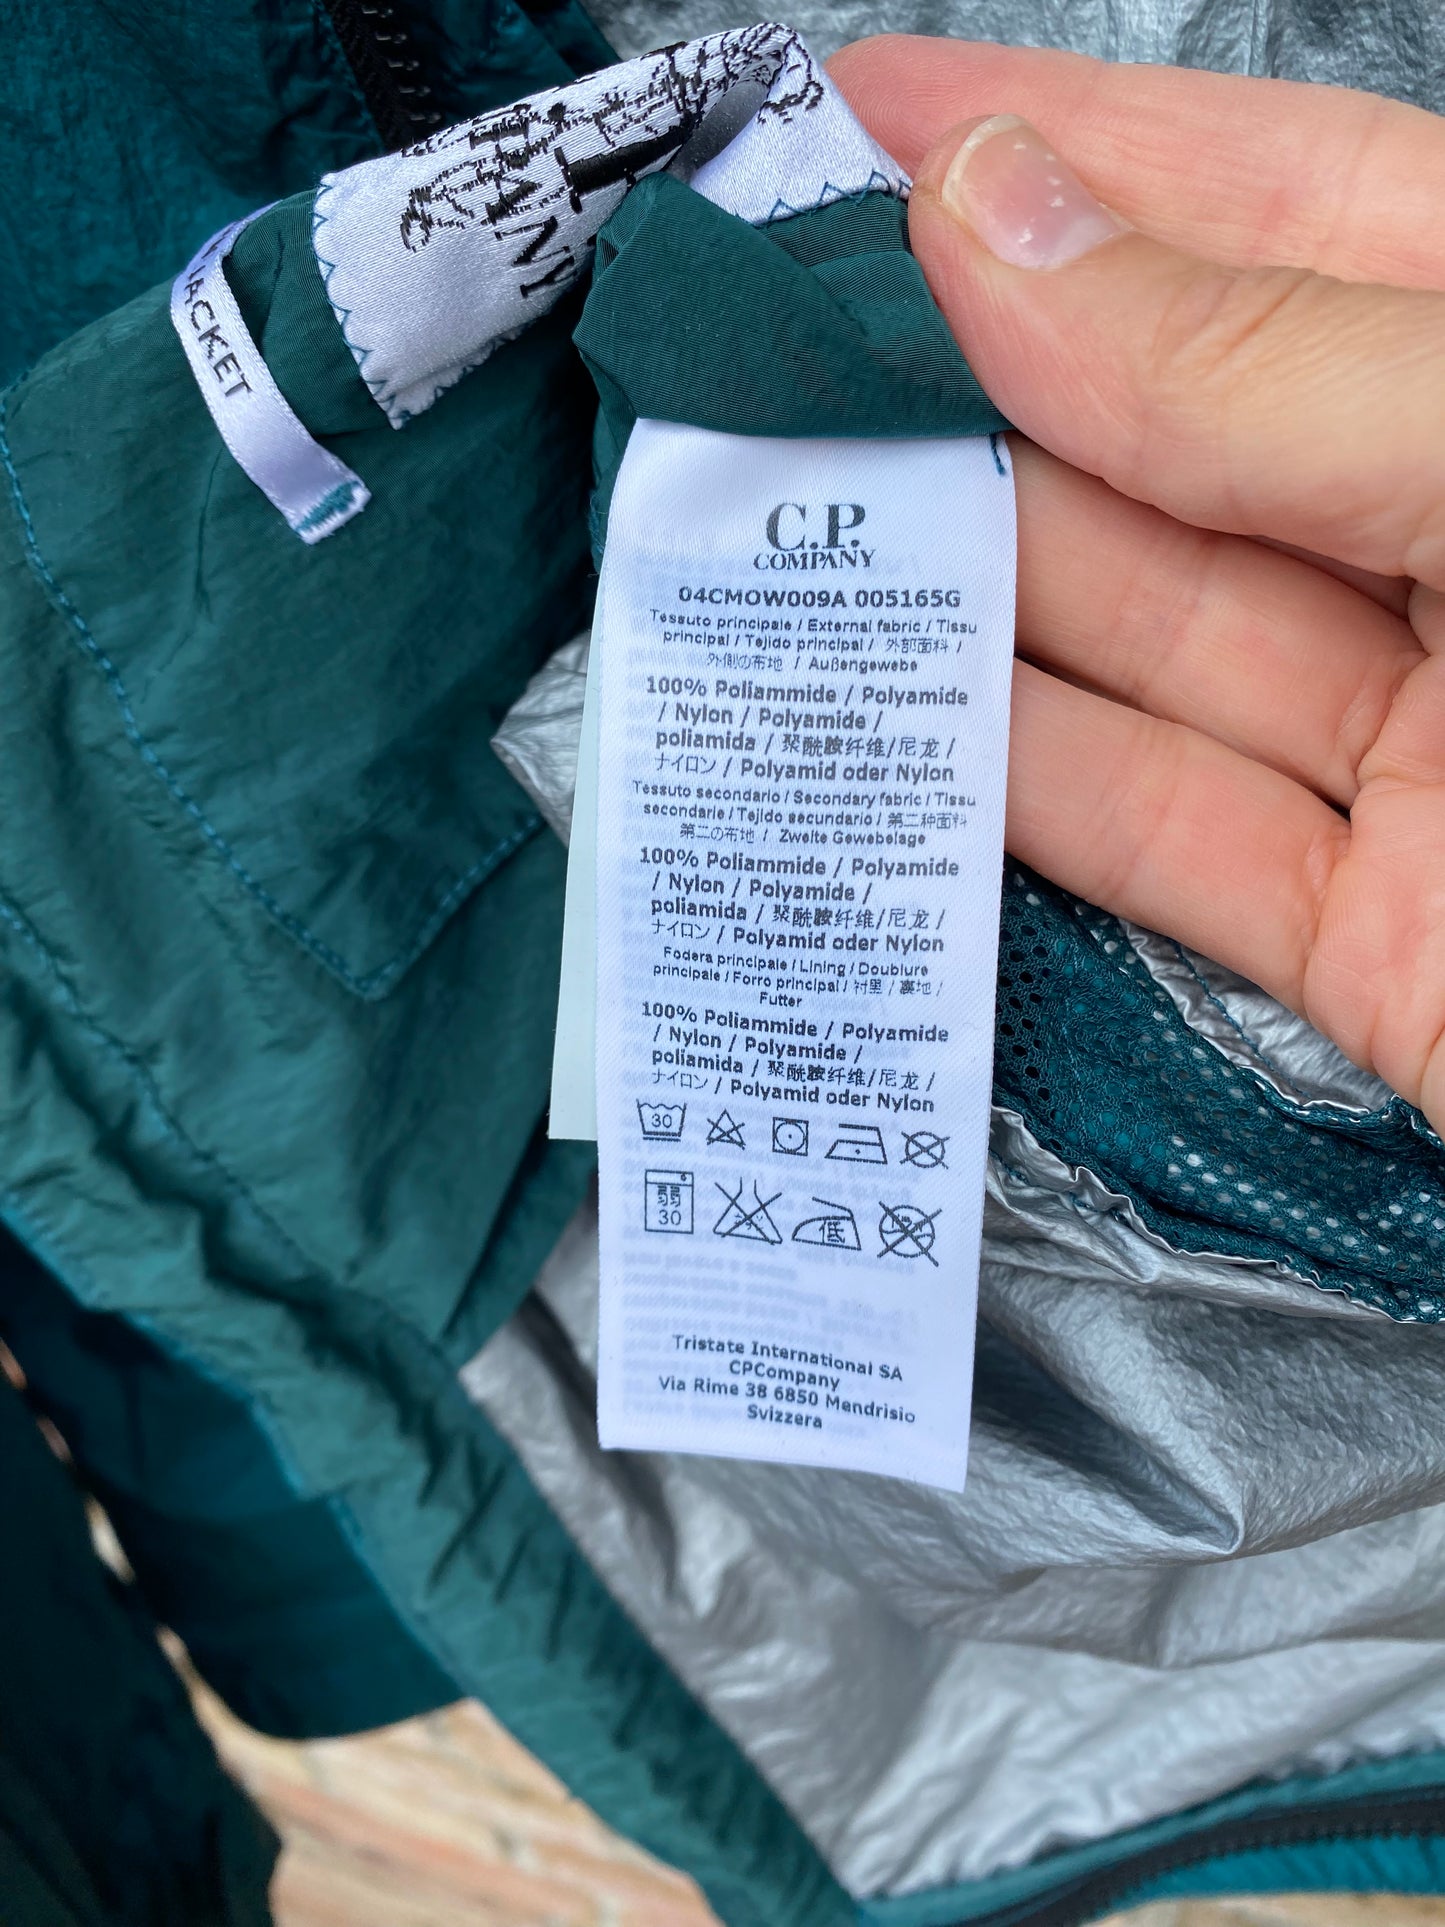 JACKET
C.P.
COMPANY
04CMOW009A 005165G
Tessuto principale / External fabric / Tissu
principal / Tejido principal / 外部面料 /
外側の布地 / Außengewebe
100% Poliammide / Polyamide
/ Nylon / Polyamide /
poliamida / 聚酰胺纤维/尼龙 /
ナイロン / Polyamid oder Nylon
Tessuto secondario / Secondary fabric / Tissu
secondarie / Tejido secundario / 第二种面料
第二の布地 / Zweite Gewebelage
100% Poliammide / Polyamide
/ Nylon / Polyamide /
poliamida / 聚酰胺纤维/尼龙 /
ナイロン / Polyamid oder Nylon
Fodera principale / Lining / Doublure
principale / Forro principal / 衬里 / 裏地 /
Futter
100% Poliammide / Polyamide
/ Nylon / Polyamide /
poliamida / 聚酰胺纤维/尼龙 /
ナイロン / Polyamid oder Nylon
30
弱
30
低
Tristate International SA
CPCompany
Via Rime 38 6850 Mendrisio
Svizzera